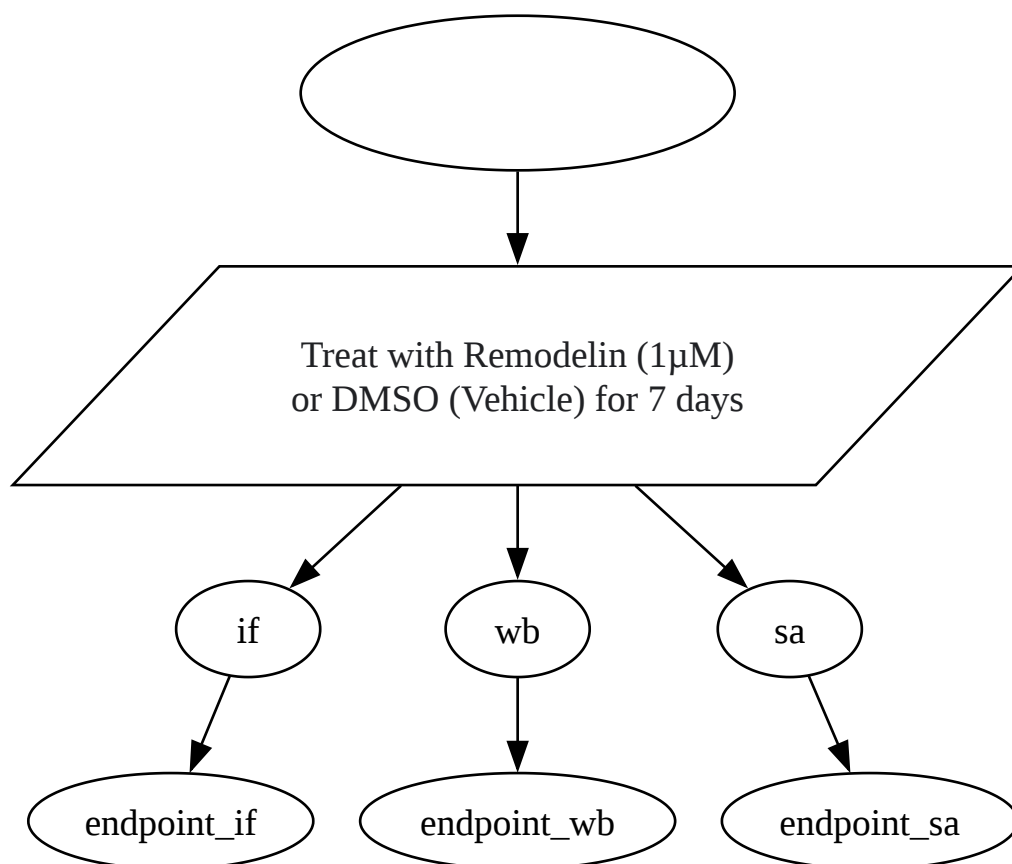 Treat with Remodelin (1µM)
or DMSO (Vehicle) for 7 days
if
wb
sa
endpoint_if
endpoint_wb
endpoint_sa